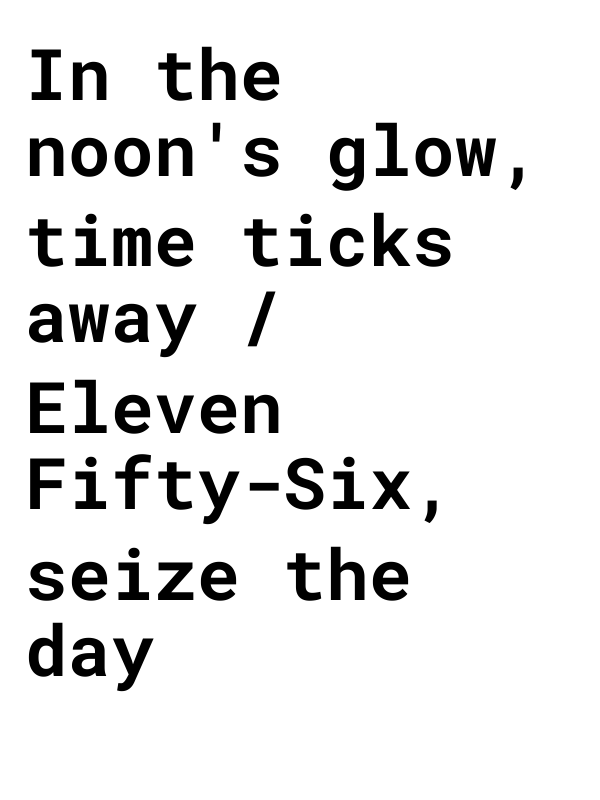 In the
noon's glow,
time ticks
away /
Eleven
Fifty-Six,
seize the
day